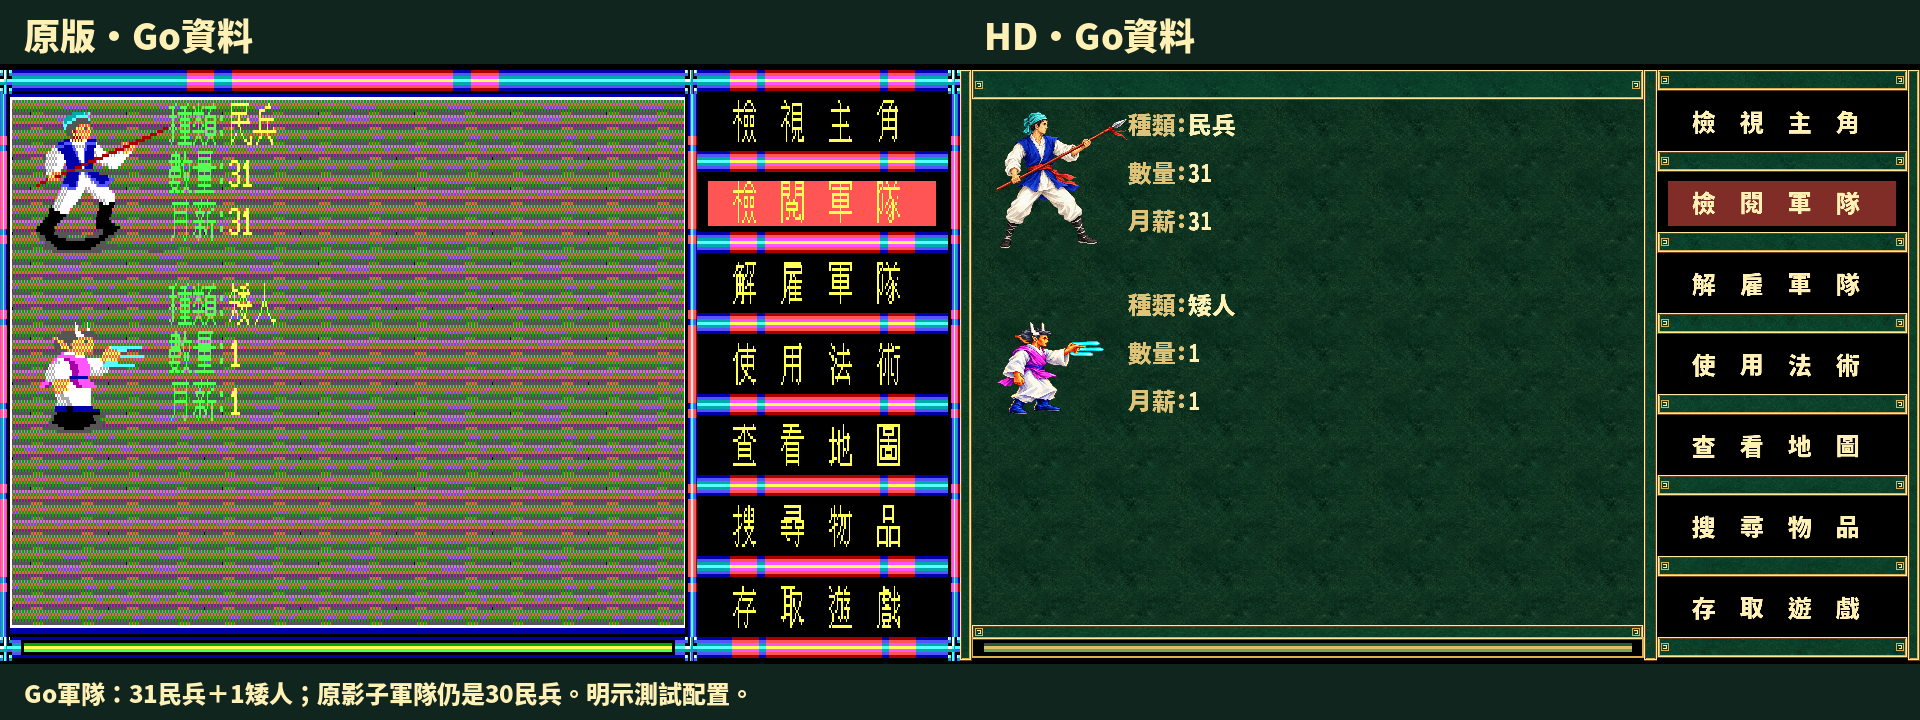 原版・Go資料
種類:民兵
數量:31
月薪:31
種類:矮人
數量:1
月薪:1
檢視主角
檢閱軍隊
解雇軍隊
使用法術
查看地圖
搜尋物品
存取遊戲
HD・Go資料
種類:民兵
數量:31
月薪:31
種類:矮人
數量:1
月薪:1
檢視主角
檢閱軍隊
解雇軍隊
使用法術
查看地圖
搜尋物品
存取遊戲
Go軍隊：31民兵＋1矮人；原影子軍隊仍是30民兵。明示測試配置。